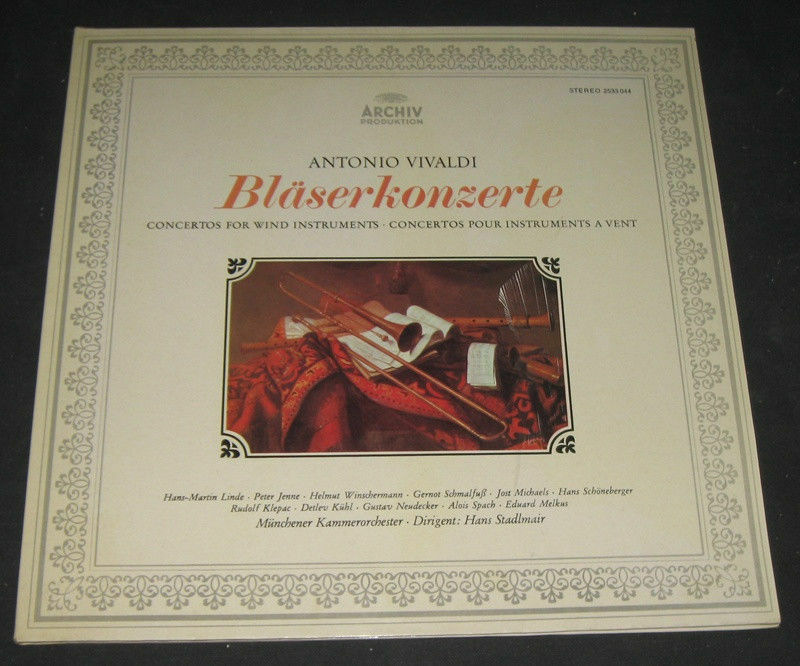 STEREO 2533 044
ARCHIV
PRODUKTION
ANTONIO VIVALDI
Bläserkonzerte
CONCERTOS FOR WIND INSTRUMENTS · CONCERTOS POUR INSTRUMENTS A VENT
Hans-Martin Linde · Peter Jenne · Helmut Winschermann · Gernot Schmalfuß · Jost Michaels · Hans Schöneberger
Rudolf Klepac · Detlev Kühl · Gustav Neudecker · Alois Spach · Eduard Melkus
Münchener Kammerorchester · Dirigent: Hans Stadlmair